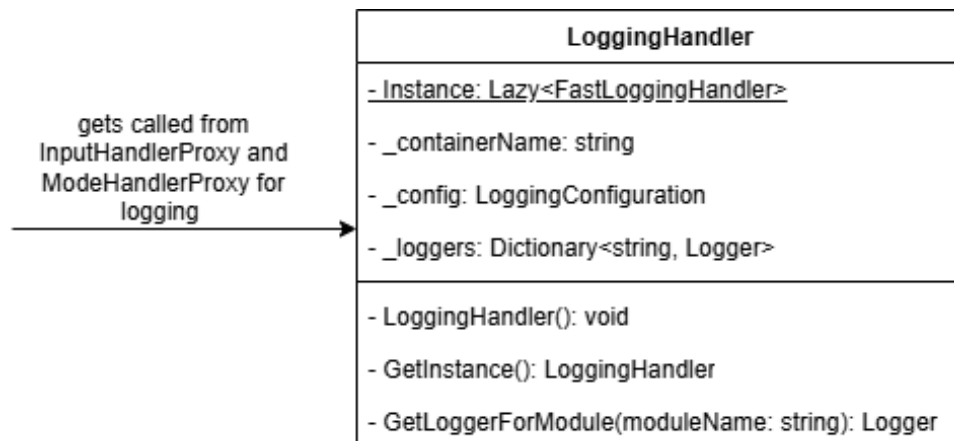 LoggingHandler
- Instance: Lazy<FastLoggingHandler>
- _containerName: string
- _config: LoggingConfiguration
- _loggers: Dictionary<string, Logger>
- LoggingHandler(): void
- GetInstance(): LoggingHandler
- GetLoggerForModule(moduleName: string): Logger
gets called from
InputHandlerProxy and
ModeHandlerProxy for
logging